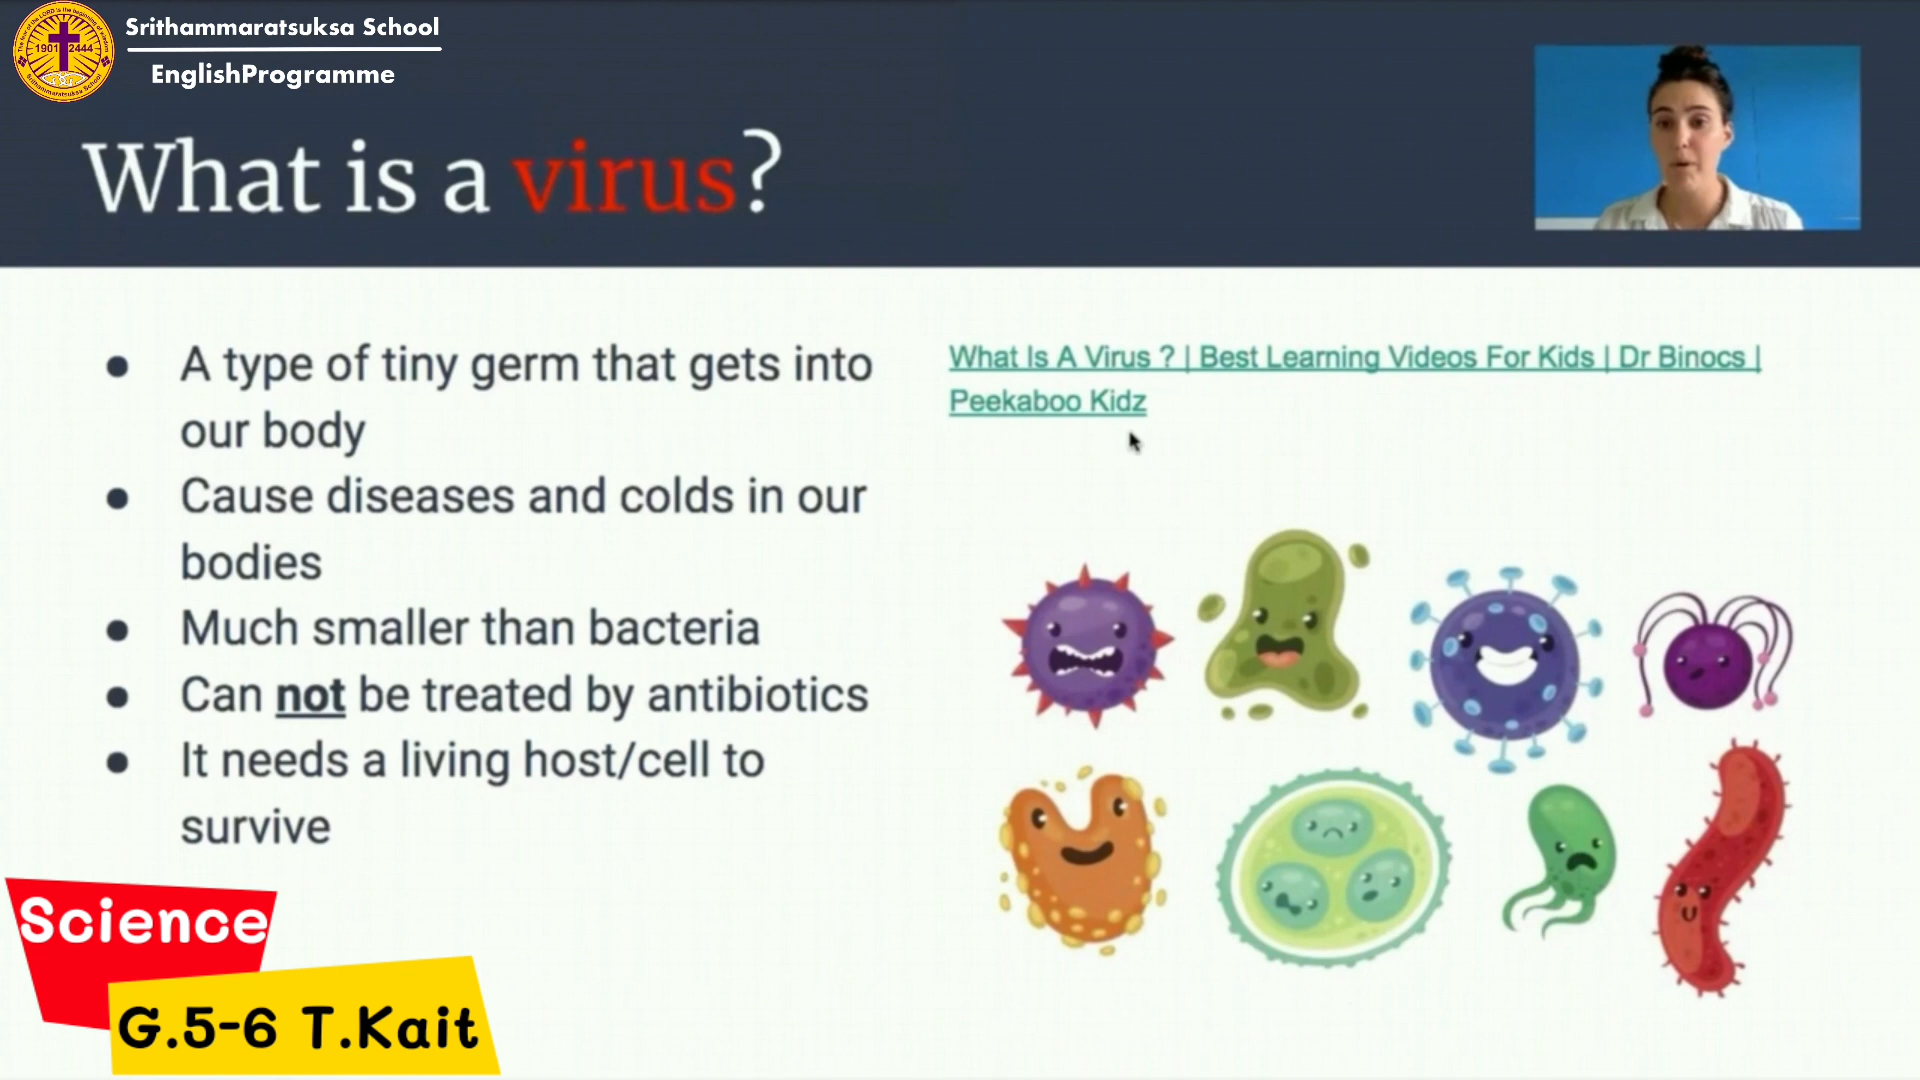 Srithammaratsuksa School
EnglishProgramme
1901 2444
What is a virus?
● A type of tiny germ that gets into
our body
● Cause diseases and colds in our
bodies
● Much smaller than bacteria
● Can not be treated by antibiotics
● It needs a living host/cell to
survive
What Is A Virus ? | Best Learning Videos For Kids | Dr Binocs |
Peekaboo Kidz
Science
G.5-6 T.Kait